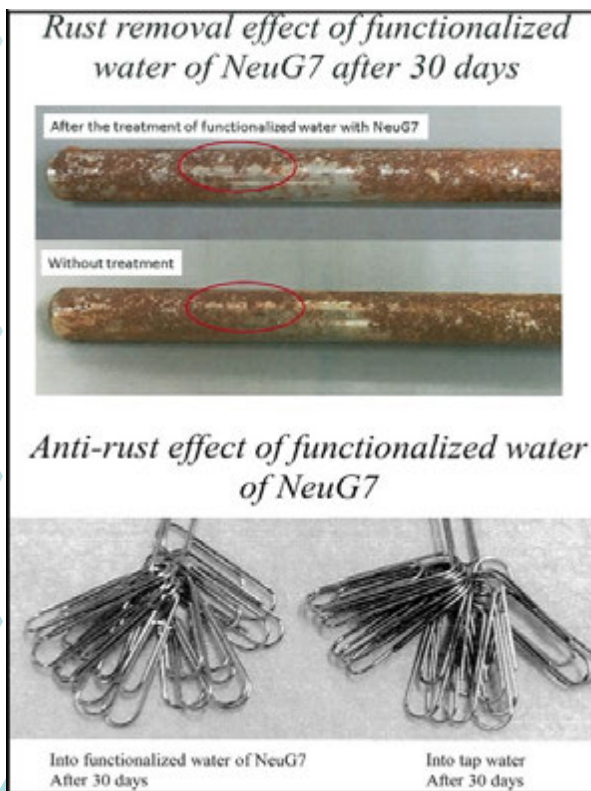 Rust removal effect of functionalized
water of NeuG7 after 30 days
After the treatment of functionalized water with NeuG7
Without treatment
Anti-rust effect of functionalized water
of NeuG7
Into functionalized water of NeuG7
After 30 days
Into tap water
After 30 days